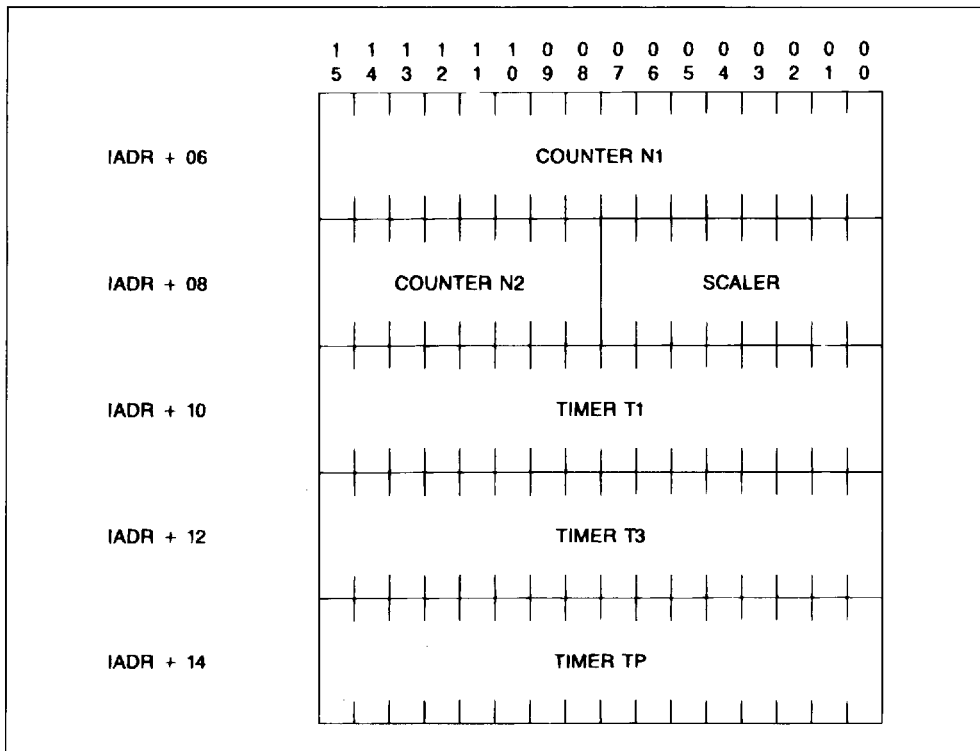 1 1 1 1 1 1 0 0 0 0 0 0 0 0 0 0
5 4 3 2 1 0 9 8 7 6 5 4 3 2 1 0
IADR + 06 COUNTER N1
IADR + 08 COUNTER N2 SCALER
IADR + 10 TIMER T1
IADR + 12 TIMER T3
IADR + 14 TIMER TP